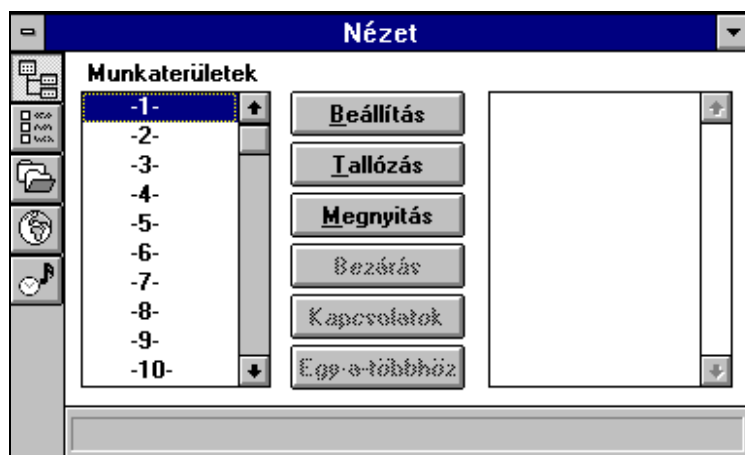 Nézet
Munkaterületek
-1-
-2-
-3-
-4-
-5-
-6-
-7-
-8-
-9-
-10-
Beállítás
Tallózás
Megnyitás
Bezárás
Kapcsolatok
Egy-a-többhöz